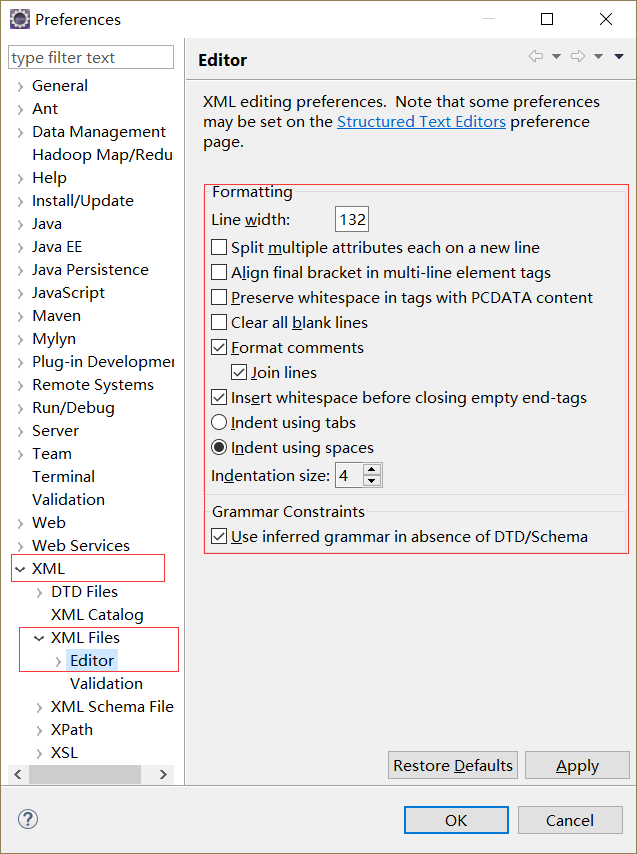 Preferences
type filter text
General
Ant
Data Management
Hadoop Map/Redu
Help
Install/Update
Java
Java EE
Java Persistence
JavaScript
Maven
Mylyn
Plug-in Developmer
Remote Systems
Run/Debug
Server
Team
Terminal
Validation
Web
Web Services
XML
DTD Files
XML Catalog
XML Files
Editor
Validation
XML Schema File
XPath
XSL
Editor
XML editing preferences.  Note that some preferences
may be set on the Structured Text Editors preference
page.
Formatting
Line width: 132
Split multiple attributes each on a new line
Align final bracket in multi-line element tags
Preserve whitespace in tags with PCDATA content
Clear all blank lines
Format comments
Join lines
Insert whitespace before closing empty end-tags
Indent using tabs
Indent using spaces
Indentation size: 4
Grammar Constraints
Use inferred grammar in absence of DTD/Schema
Restore Defaults Apply
? OK Cancel